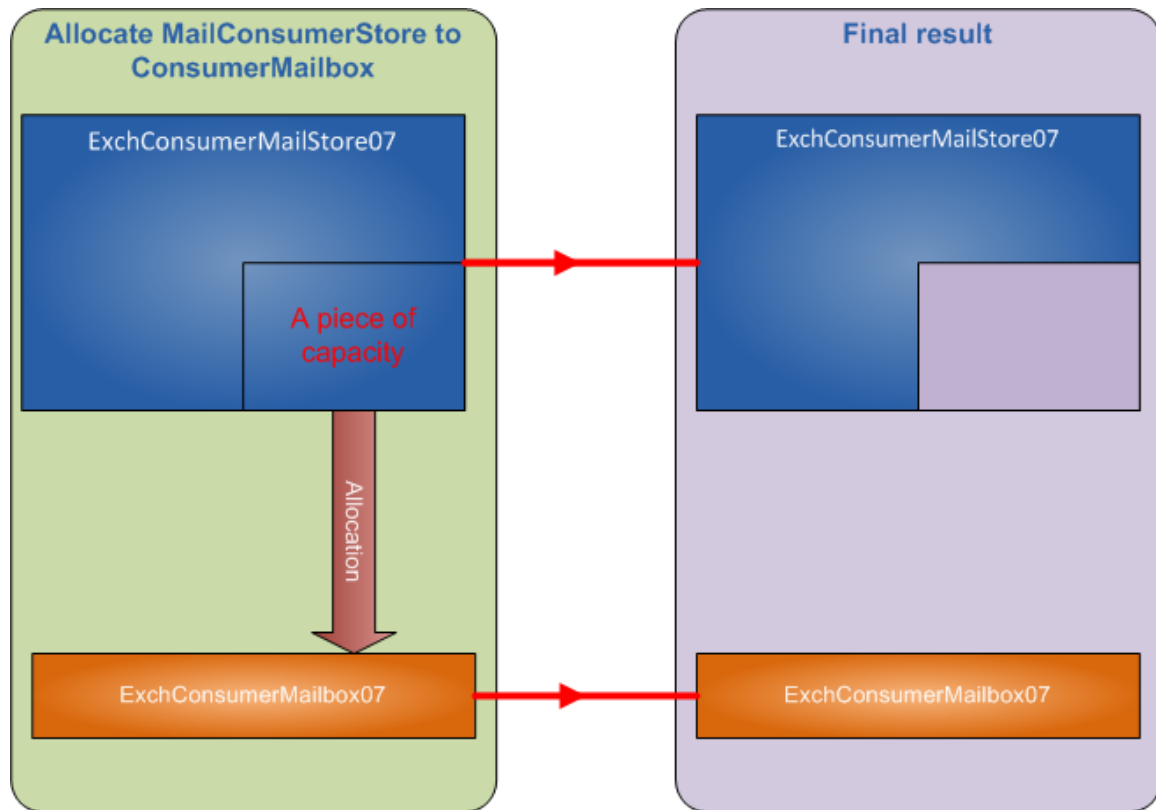 Allocate MailConsumerStore to
ConsumerMailbox
ExchConsumerMailStore07
A piece of
capacity
Allocation
ExchConsumerMailbox07
Final result
ExchConsumerMailStore07
ExchConsumerMailbox07